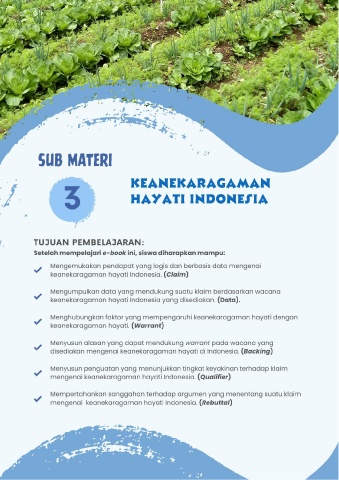 SUB MATERI
3
KEANEKARAGAMAN
HAYATI INDONESIA
TUJUAN PEMBELAJARAN:
Setelah mempelajari e-book ini, siswa diharapkan mampu:
Mengemukakan pendapat yang logis dan berbasis data mengenai
keanekaragaman hayati Indonesia. (Claim)
Mengumpulkan data yang mendukung suatu klaim berdasarkan wacana
keanekaragaman hayati Indonesia yang disediakan. (Data).
Menghubungkan faktor yang mempengaruhi keanekaragaman hayati dengan
keanekaragaman hayati. (Warrant)
Menyusun alasan yang dapat mendukung warrant pada wacana yang
disediakan mengenai keanekaragaman hayati di Indonesia. (Backing)
Menyusun penguatan yang menunjukkan tingkat keyakinan terhadap klaim
mengenai keanekaragaman hayati Indonesia. (Qualifier)
Mempertahankan sanggahan terhadap argumen yang menentang suatu klaim
mengenai keanekaragaman hayati Indonesia. (Rebuttal)